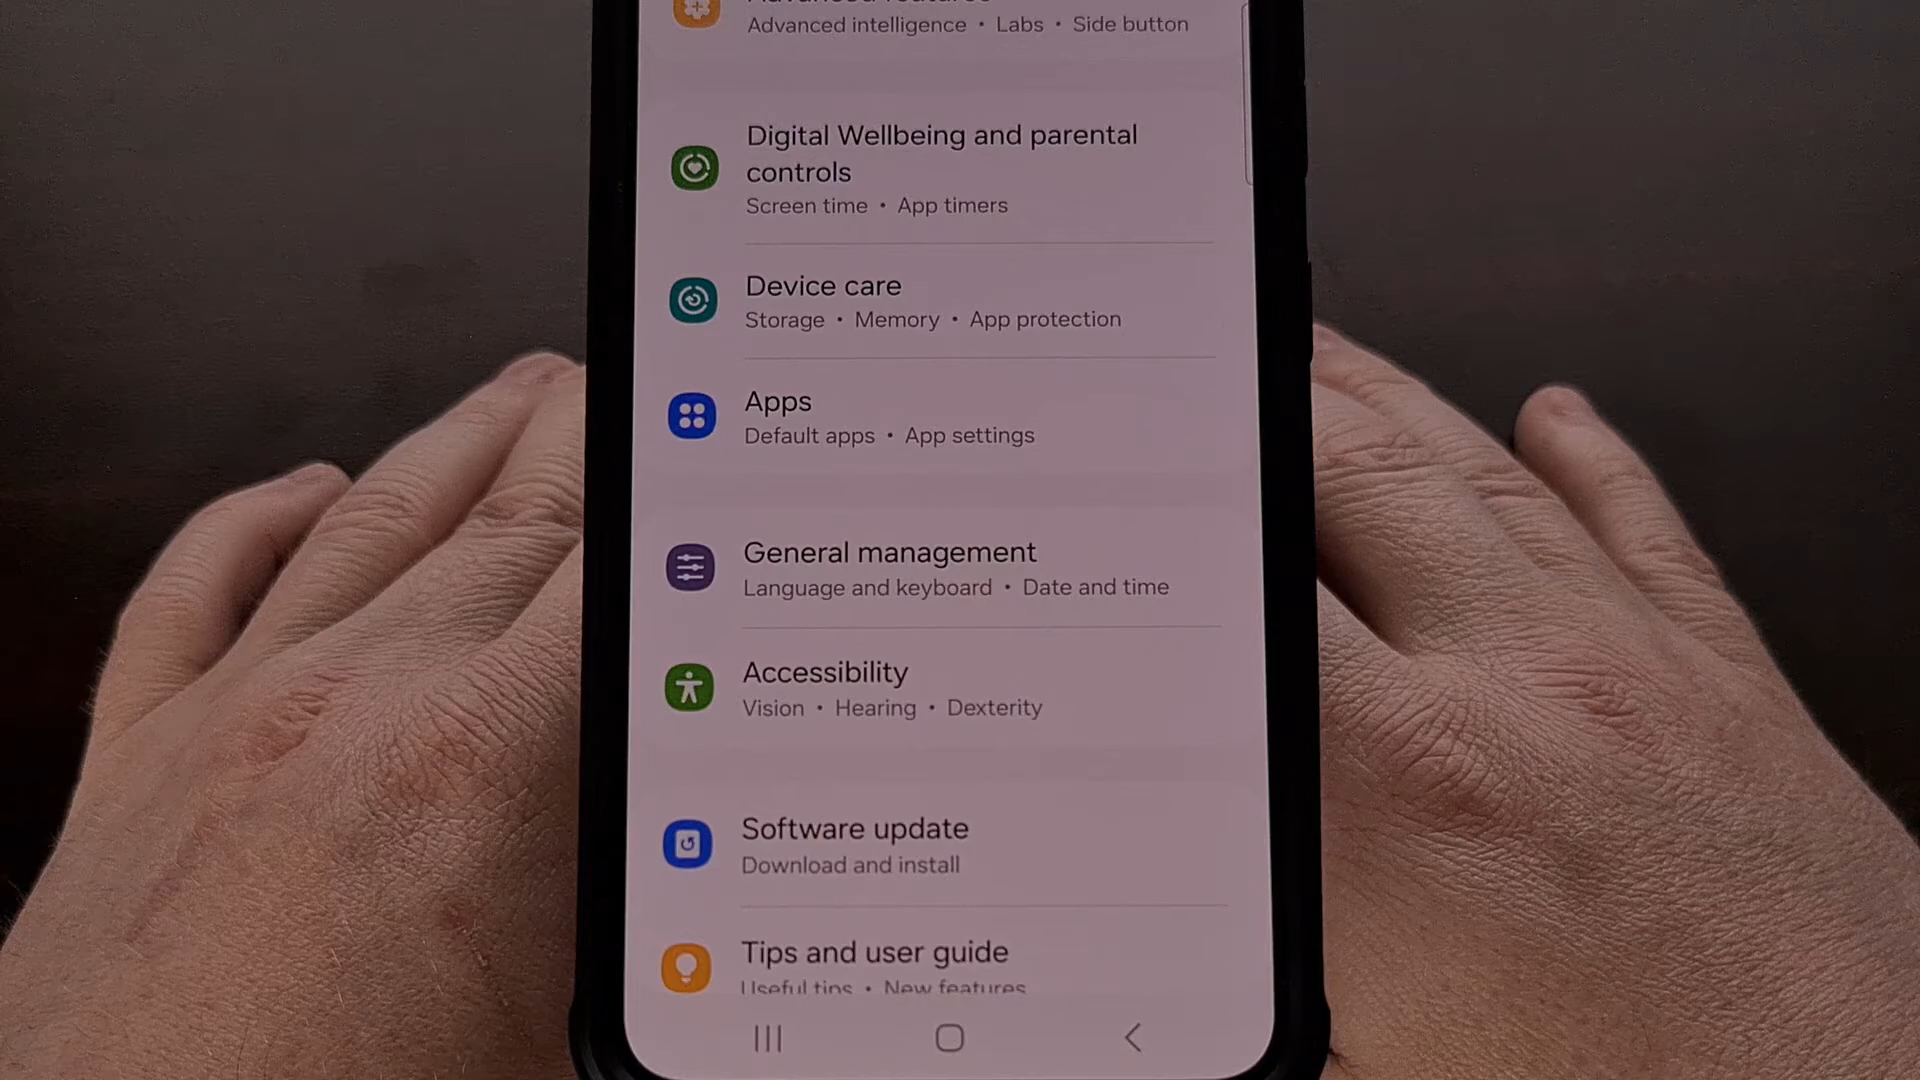 Advanced features
Advanced intelligence • Labs • Side button
Digital Wellbeing and parental
controls
Screen time • App timers
Device care
Storage • Memory • App protection
Apps
Default apps • App settings
General management
Language and keyboard • Date and time
Accessibility
Vision • Hearing • Dexterity
Software update
Download and install
Tips and user guide
Useful tips • New features